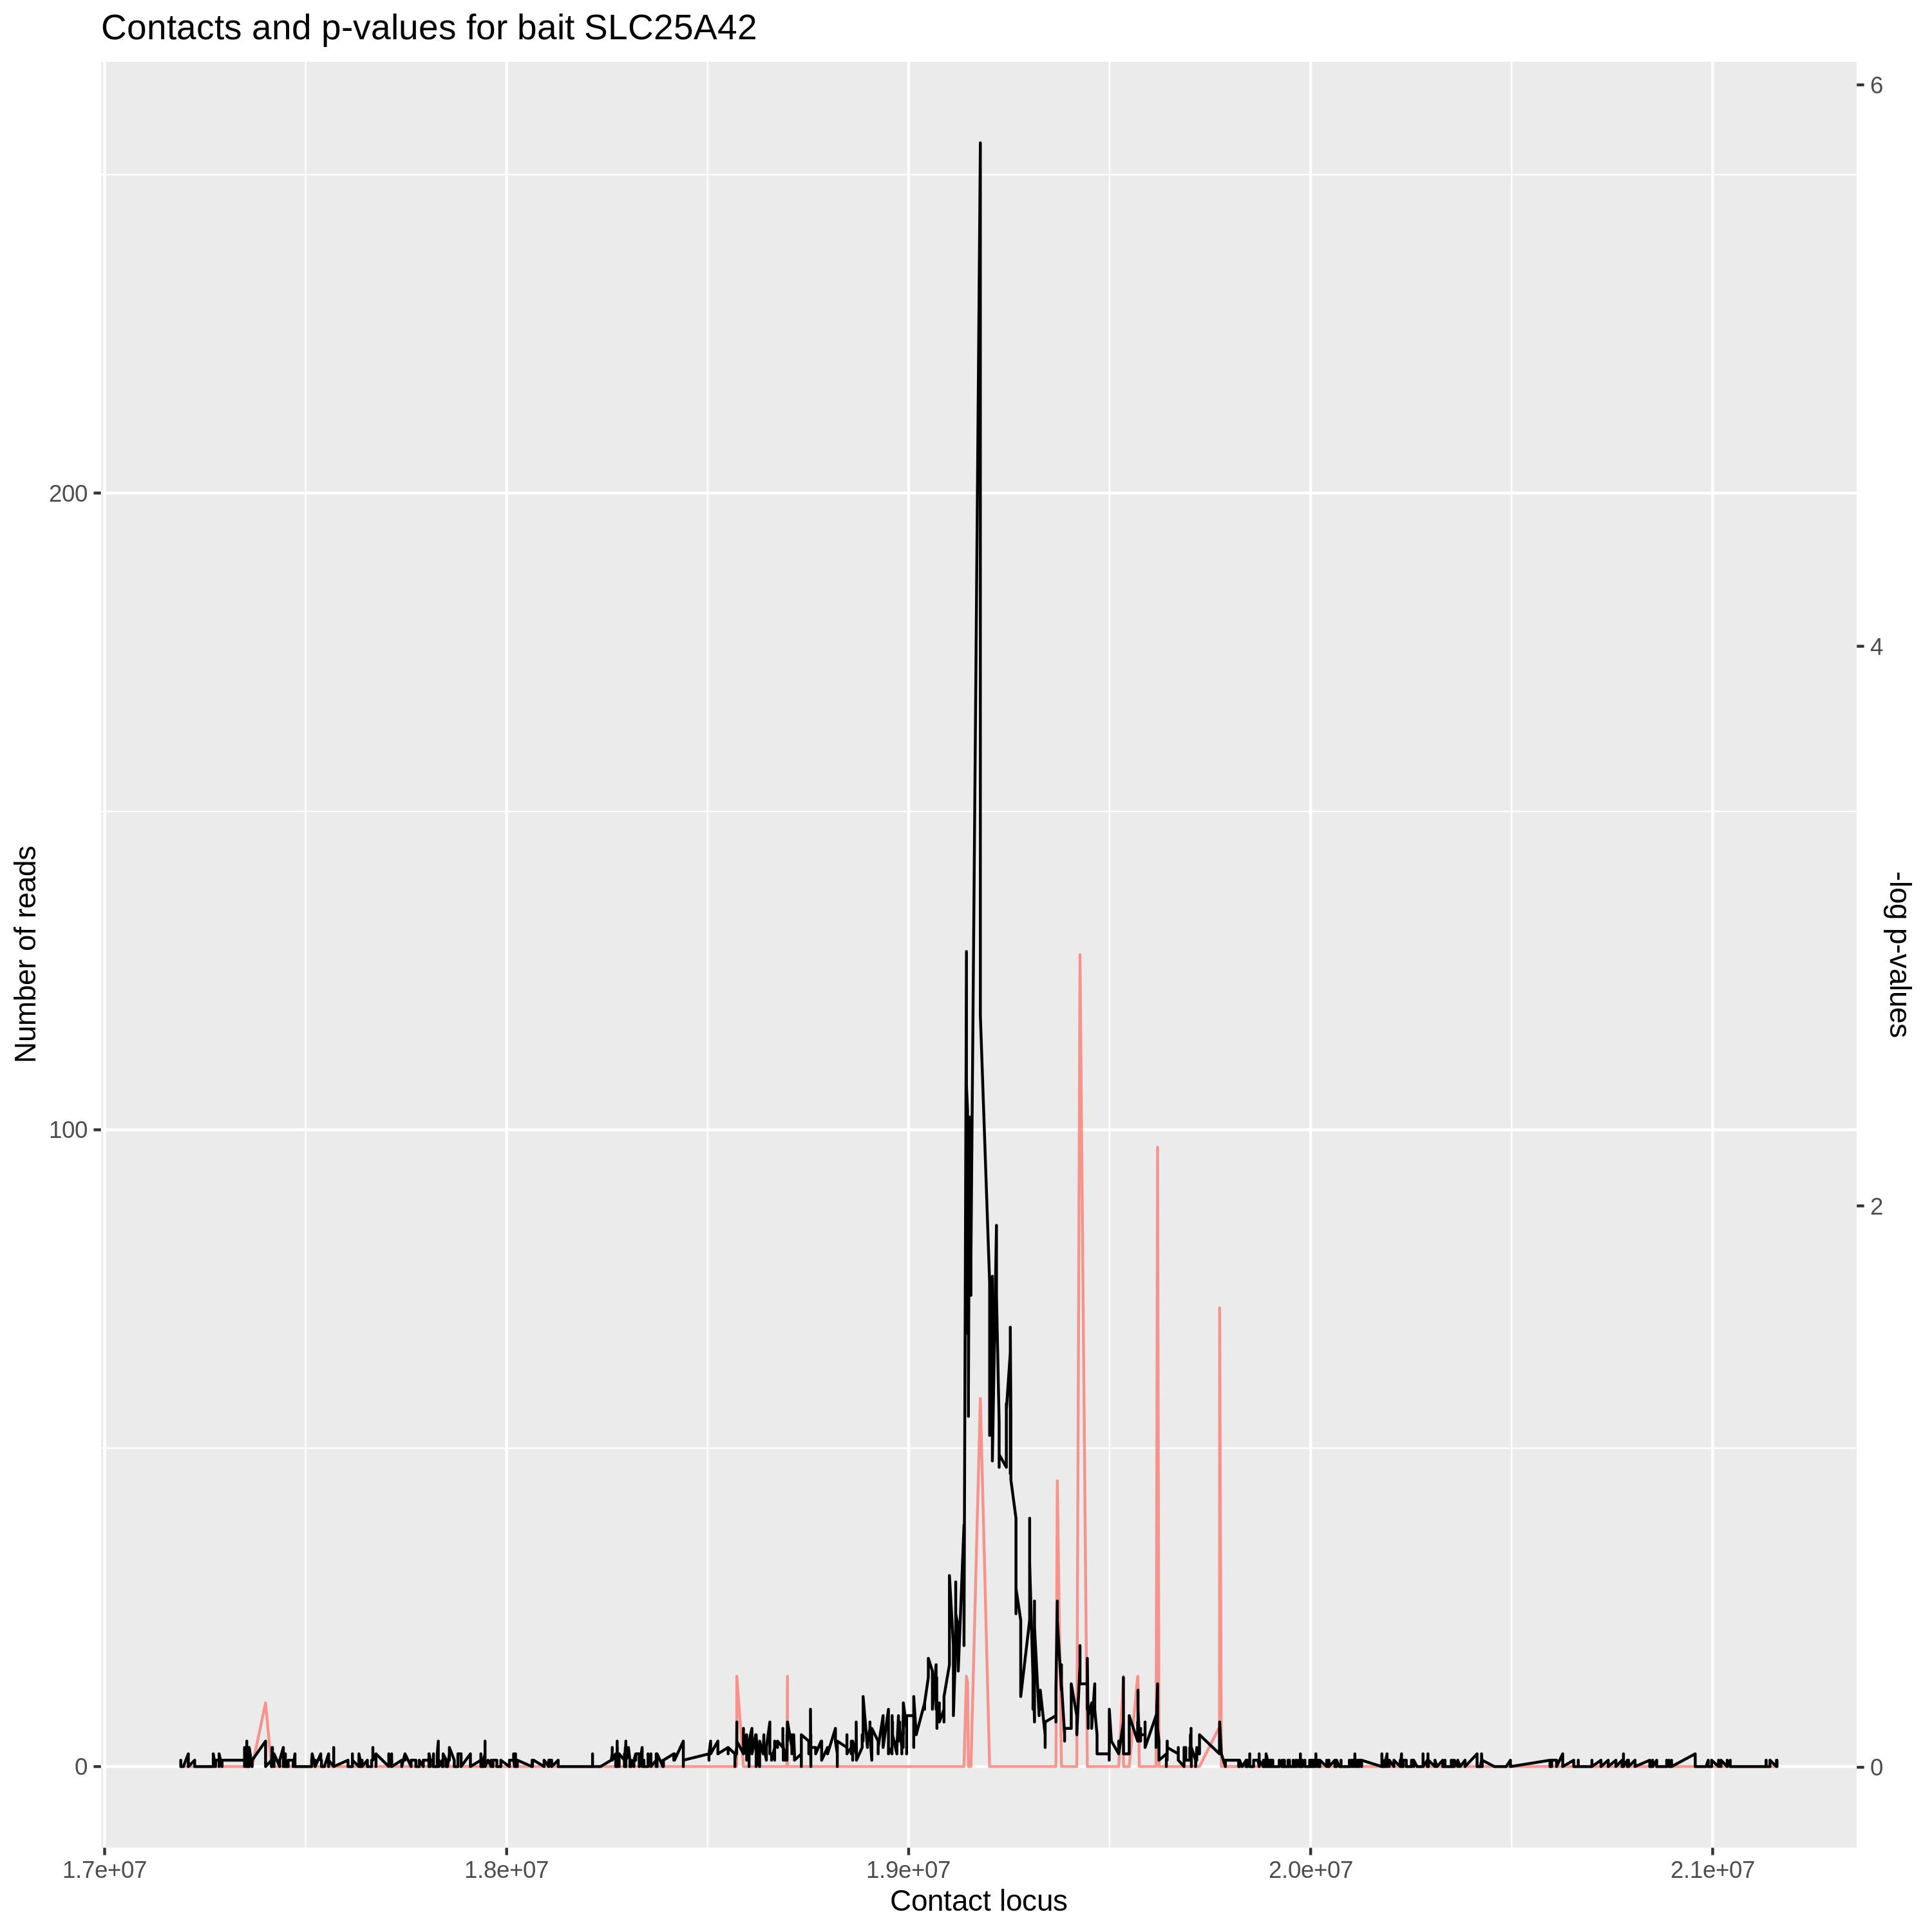 Contacts and p-values for bait SLC25A42
Number of reads
200
100
0
6
4
2
0
-log p-values
1.7e+07 1.8e+07 1.9e+07 2.0e+07 2.1e+07
Contact locus